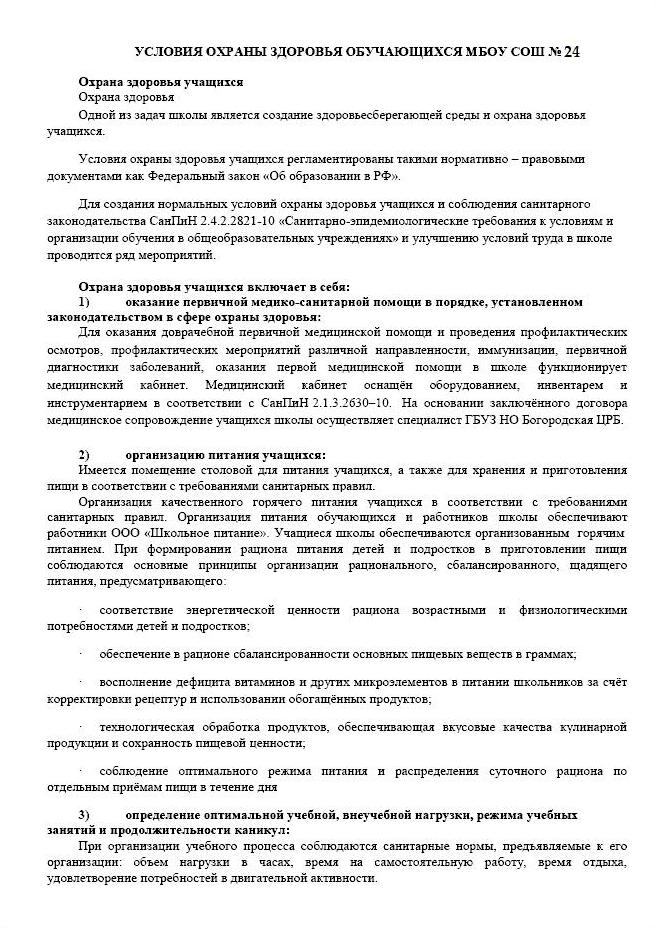 УСЛОВИЯ ОХРАНЫ ЗДОРОВЬЯ ОБУЧАЮЩИХСЯ МБОУ СОШ № 24
Охрана здоровья учащихся
Охрана здоровья
Одной из задач школы является создание здоровьесберегающей среды и охрана здоровья
учащихся.
Условия охраны здоровья учащихся регламентированы такими нормативно – правовыми
документами как Федеральный закон «Об образовании в РФ».
Для создания нормальных условий охраны здоровья учащихся и соблюдения санитарного
законодательства СанПиН 2.4.2.2821-10 «Санитарно-эпидемиологические требования к условиям и
организации обучения в общеобразовательных учреждениях» и улучшению условий труда в школе
проводится ряд мероприятий.
Охрана здоровья учащихся включает в себя:
1) оказание первичной медико-санитарной помощи в порядке, установленном
законодательством в сфере охраны здоровья:
Для оказания доврачебной первичной медицинской помощи и проведения профилактических
осмотров, профилактических мероприятий различной направленности, иммунизации, первичной
диагностики заболеваний, оказания первой медицинской помощи в школе функционирует
медицинский кабинет. Медицинский кабинет оснащён оборудованием, инвентарем и
инструментарием в соответствии с СанПиН 2.1.3.2630–10. На основании заключённого договора
медицинское сопровождение учащихся школы осуществляет специалист ГБУЗ НО Богородская ЦРБ.
2) организацию питания учащихся:
Имеется помещение столовой для питания учащихся, а также для хранения и приготовления
пищи в соответствии с требованиями санитарных правил.
Организация качественного горячего питания учащихся в соответствии с требованиями
санитарных правил. Организация питания обучающихся и работников школы обеспечивают
работники ООО «Школьное питание». Учащиеся школы обеспечиваются организованным горячим
питанием. При формировании рациона питания детей и подростков в приготовлении пищи
соблюдаются основные принципы организации рационального, сбалансированного, щадящего
питания, предусматривающего:
· соответствие энергетической ценности рациона возрастными и физиологическими
потребностями детей и подростков;
· обеспечение в рационе сбалансированности основных пищевых веществ в граммах;
· восполнение дефицита витаминов и других микроэлементов в питании школьников за счёт
корректировки рецептур и использовании обогащённых продуктов;
· технологическая обработка продуктов, обеспечивающая вкусовые качества кулинарной
продукции и сохранность пищевой ценности;
· соблюдение оптимального режима питания и распределения суточного рациона по
отдельным приёмам пищи в течение дня
3) определение оптимальной учебной, внеучебной нагрузки, режима учебных
занятий и продолжительности каникул:
При организации учебного процесса соблюдаются санитарные нормы, предъявляемые к его
организации: объем нагрузки в часах, время на самостоятельную работу, время отдыха,
удовлетворение потребностей в двигательной активности.